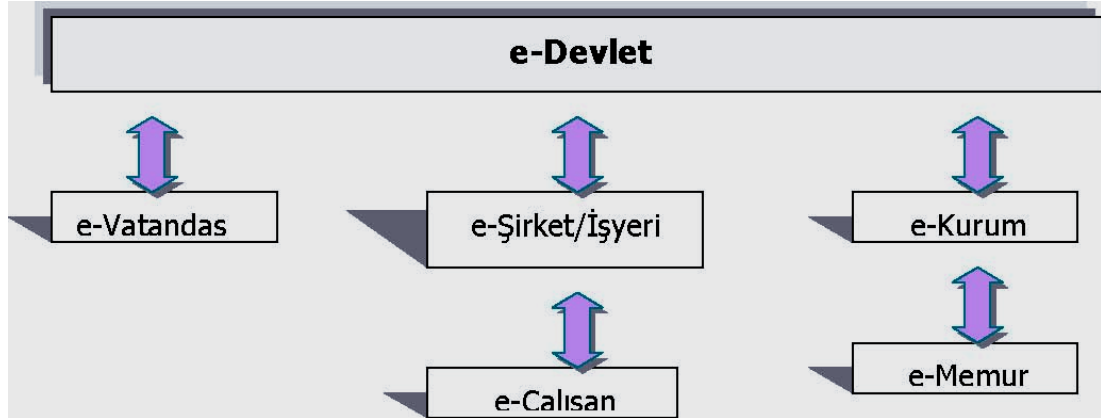 e-Devlet
e-Vatandas
e-Şirket/İşyeri
e-Kurum
e-Memur
e-Calısan